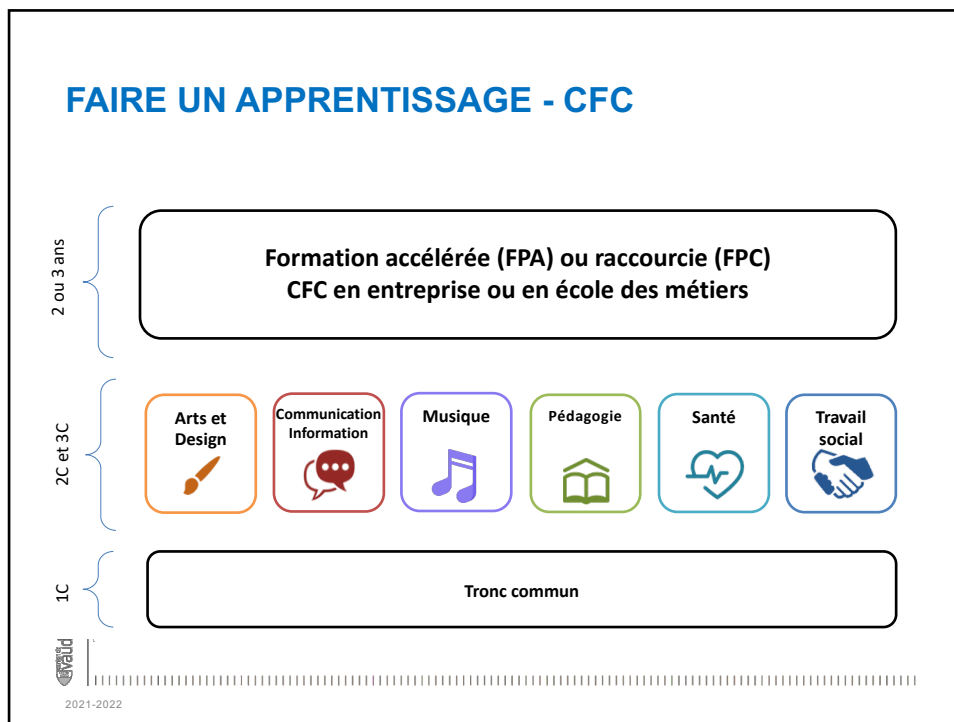 FAIRE UN APPRENTISSAGE - CFC
2 ou 3 ans
Formation accélérée (FPA) ou raccourcie (FPC)
CFC en entreprise ou en école des métiers
2C et 3C
Arts et
Design
Communication
Information
Musique
Pédagogie
Santé
Travail
social
1C
Tronc commun
vaud
2021-2022